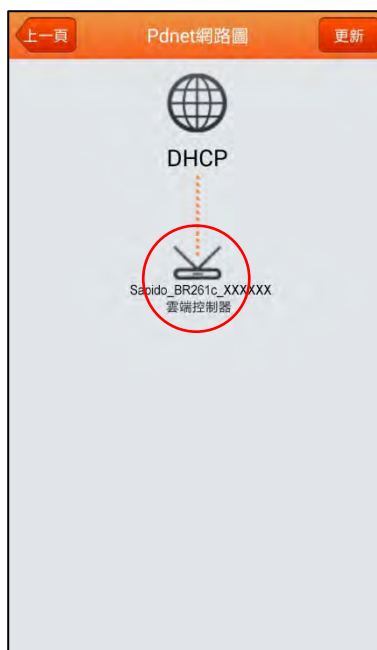 上一頁
Pdnet網路圖
更新
DHCP
Sapido_BR261c_XXXXXX
雲端控制器